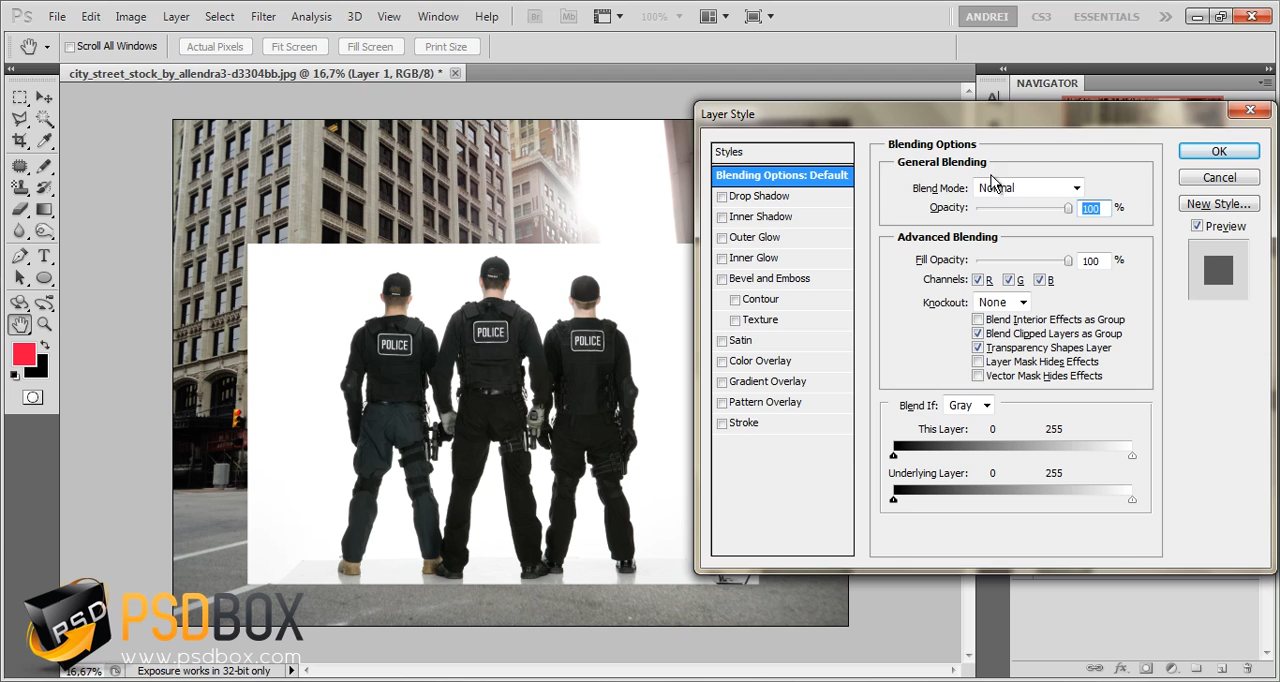 Ps File Edit Image Layer Select Filter Analysis 3D View Window Help Br Mb 100% ANDREI CS3 ESSENTIALS
Scroll All Windows Actual Pixels Fit Screen Fill Screen Print Size
city_street_stock_by_allendra3-d3304bb.jpg @ 16,7% (Layer 1, RGB/8) *
NAVIGATOR
Layer Style
Styles
Blending Options: Default
Drop Shadow
Inner Shadow
Outer Glow
Inner Glow
Bevel and Emboss
Contour
Texture
Satin
Color Overlay
Gradient Overlay
Pattern Overlay
Stroke
Blending Options
General Blending
Blend Mode: Normal
Opacity: 100 %
Advanced Blending
Fill Opacity: 100 %
Channels: R G B
Knockout: None
Blend Interior Effects as Group
Blend Clipped Layers as Group
Transparency Shapes Layer
Layer Mask Hides Effects
Vector Mask Hides Effects
Blend If: Gray
This Layer: 0 255
Underlying Layer: 0 255
OK
Cancel
New Style...
Preview
POLICE
POLICE
POLICE
PSD
PSDBOX
www.psdbox.com
16,67% Exposure works in 32-bit only